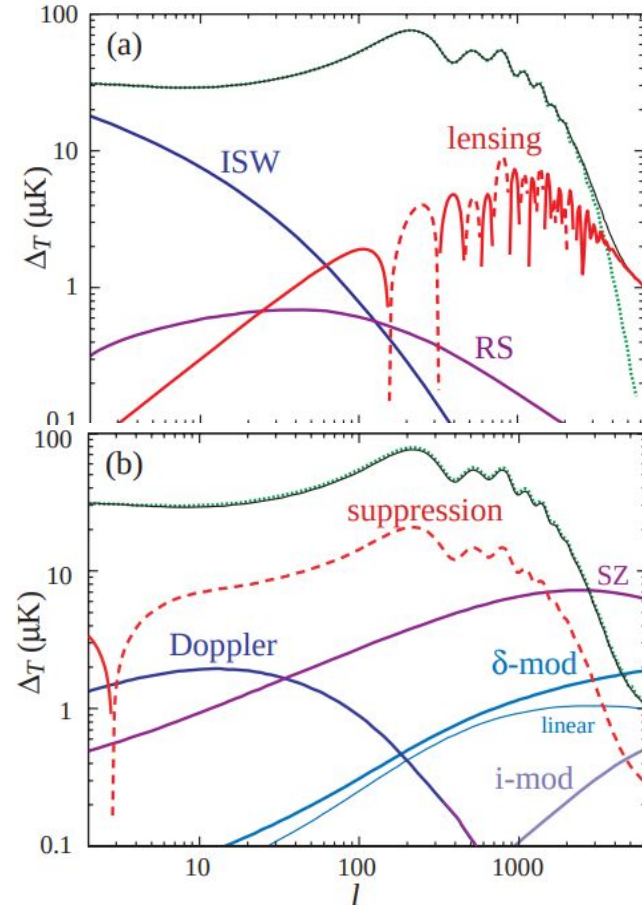 100
(a)
lensing
10
ISW
Δ_T (μK)
1
RS
0.1
100
(b)
suppression
10
SZ
Doppler
δ-mod
Δ_T (μK)
1
linear
i-mod
0.1
10
100
1000
l